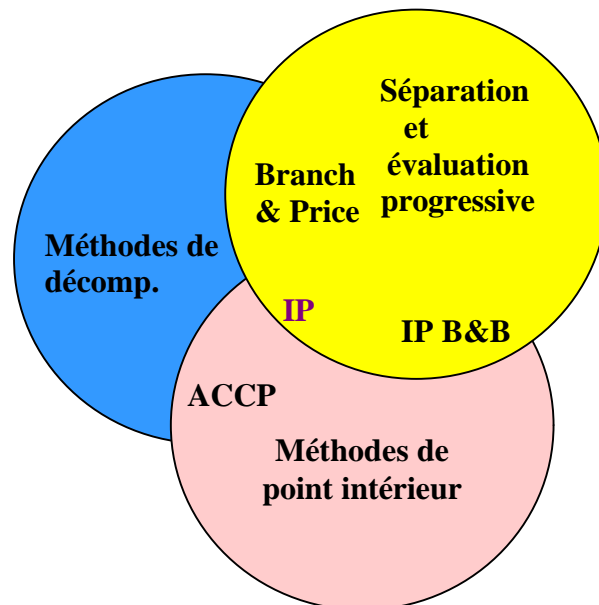 Séparation
et
évaluation
progressive
Branch
& Price
Méthodes de
décomp.
IP
IP B&B
ACCP
Méthodes de
point intérieur